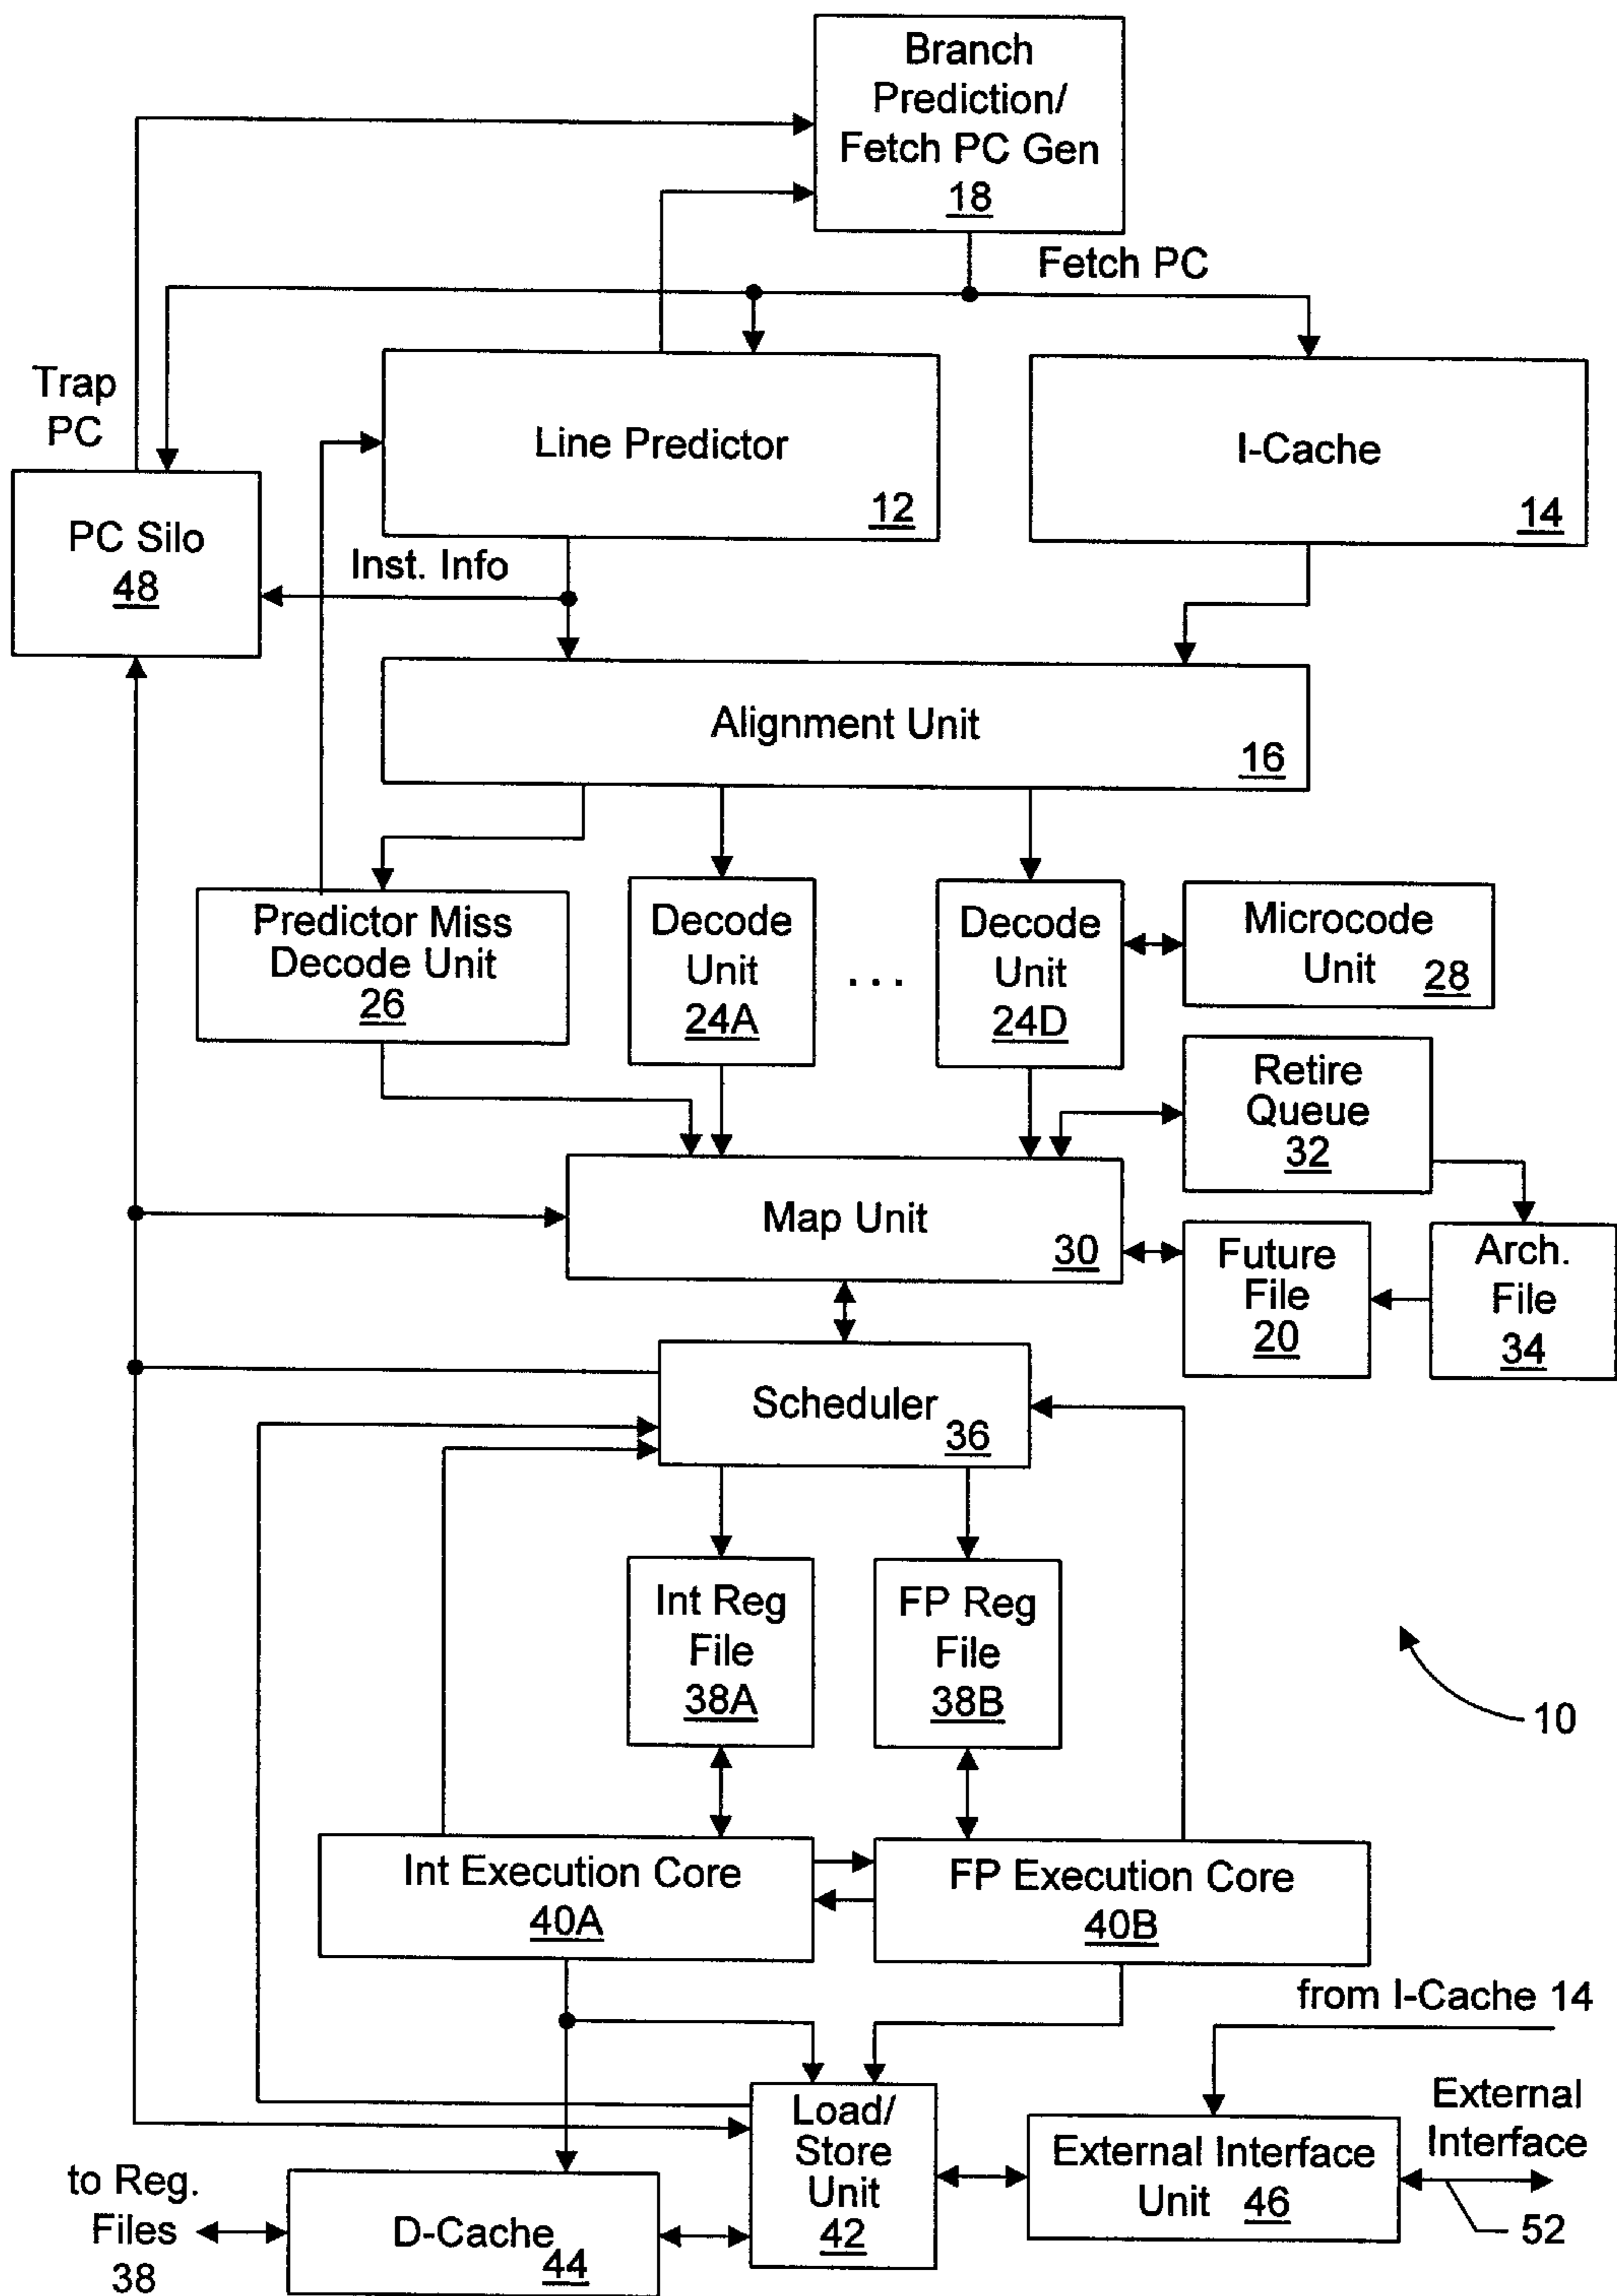 Branch
Prediction/
Fetch PC Gen
18
Fetch PC
Trap
PC
Line Predictor
12
I-Cache
14
PC Silo
48
Inst. Info
Alignment Unit
16
Predictor Miss
Decode Unit
26
Decode
Unit
24A
...
Decode
Unit
24D
Microcode
Unit
28
Retire
Queue
32
Map Unit
30
Future
File
20
Arch.
File
34
Scheduler
36
Int Reg
File
38A
FP Reg
File
38B
10
Int Execution Core
40A
FP Execution Core
40B
from I-Cache 14
Load/
Store
Unit
42
External Interface
Unit 46
External
Interface
52
to Reg.
Files
38
D-Cache
44